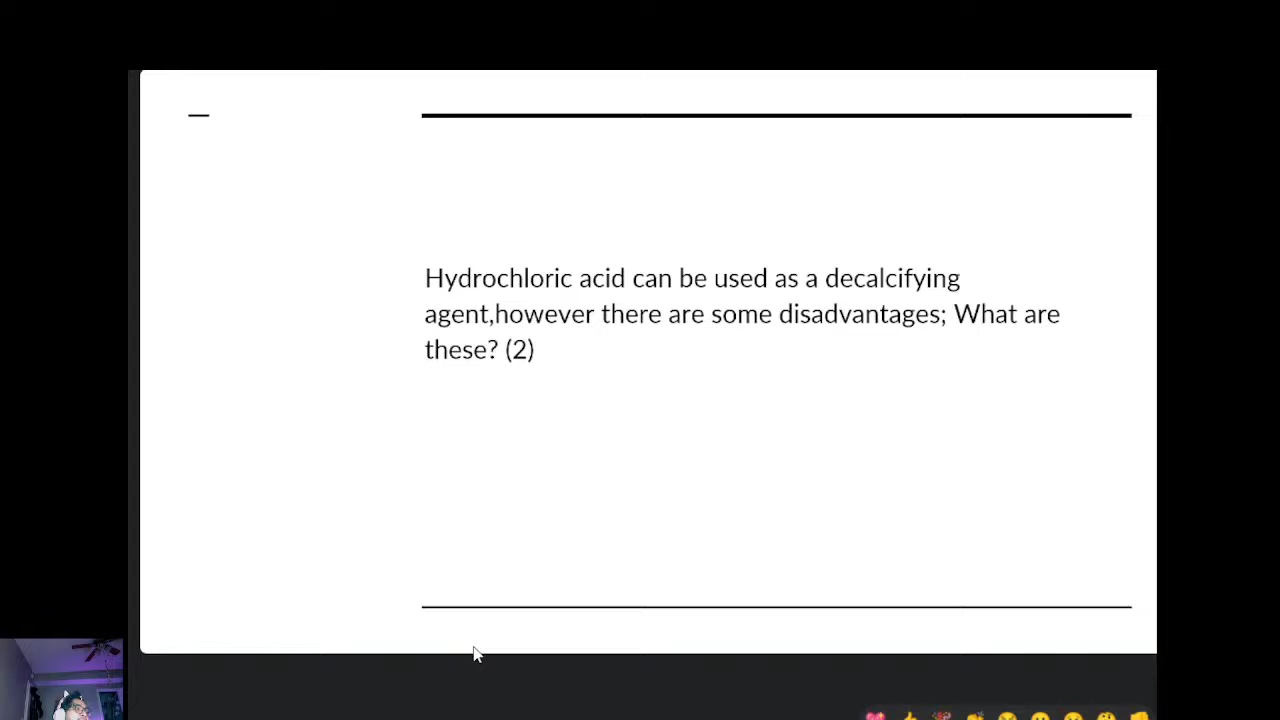 Hydrochloric acid can be used as a decalcifying
agent,however there are some disadvantages; What are
these? (2)